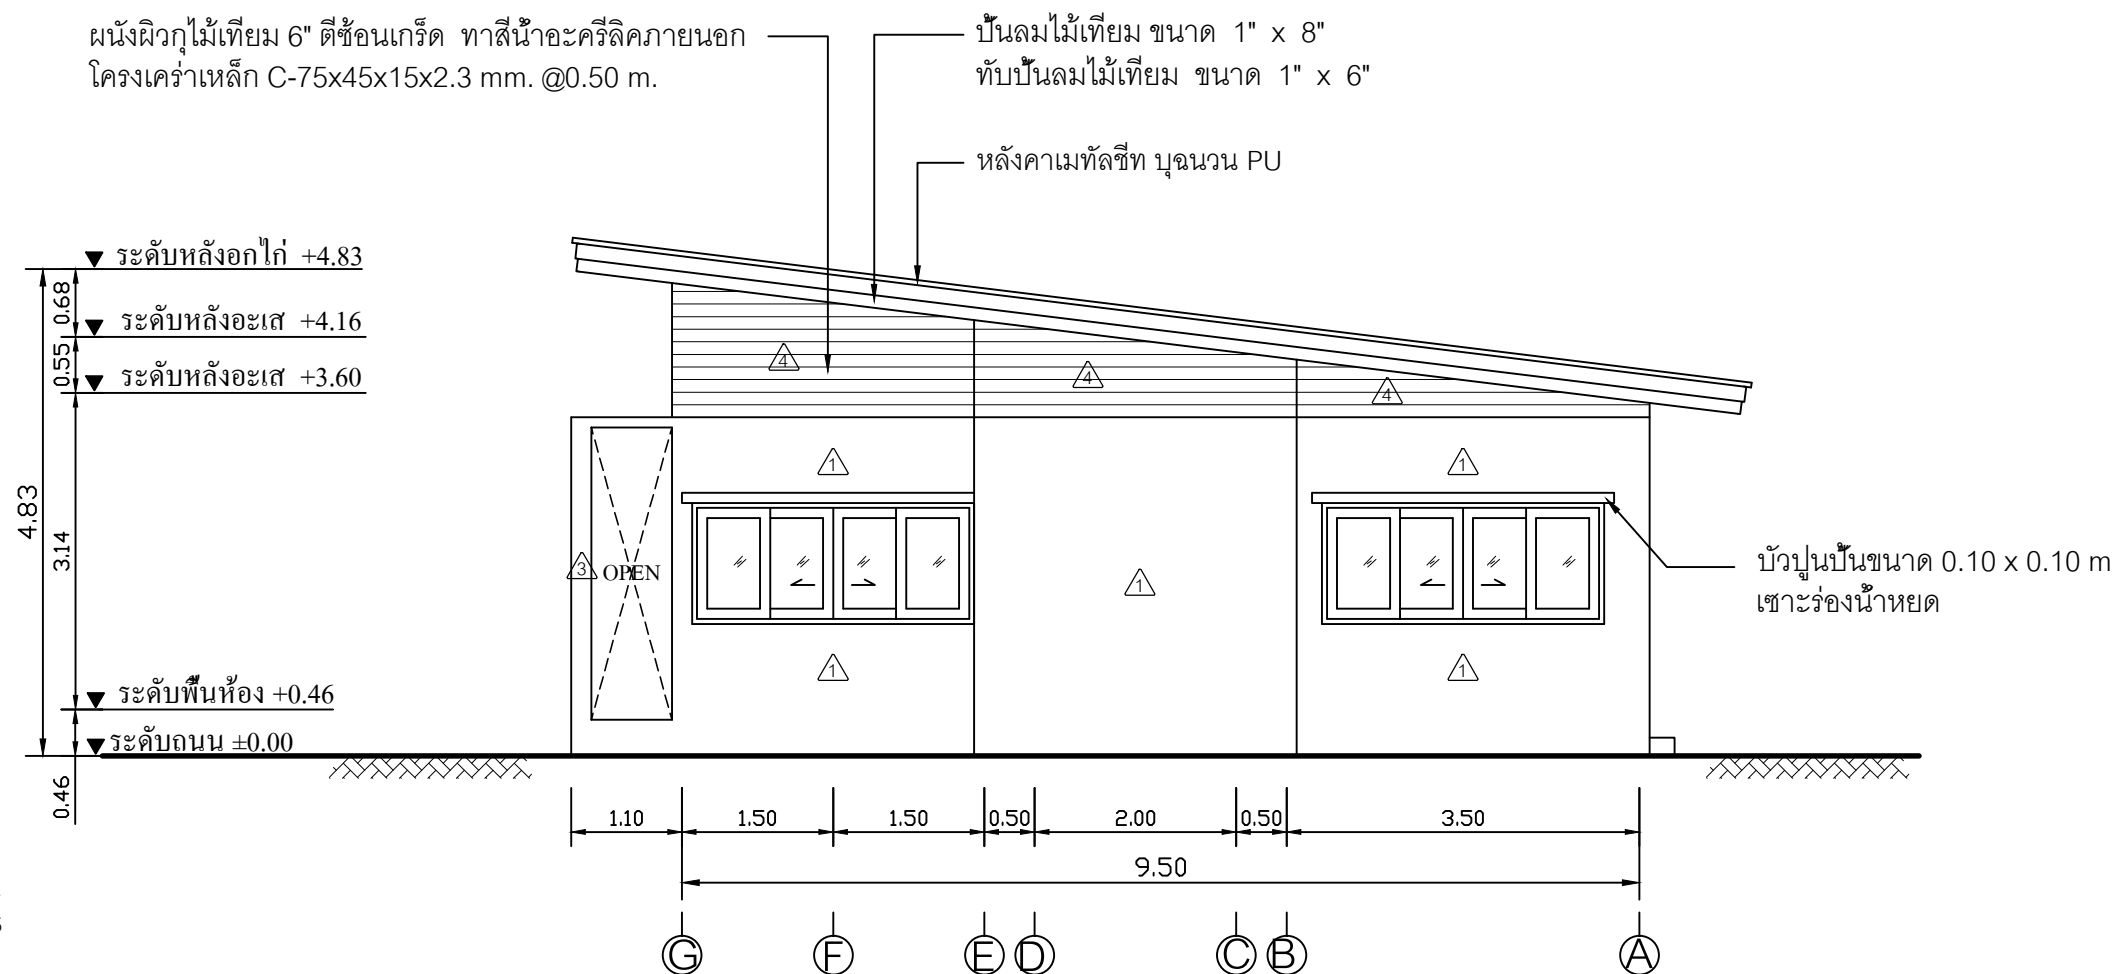 ผนังผิวกุไม้เทียม 6" ตีซ้อนเกร็ด ทาสีน้ำอะครีลิคภายนอก
โครงเคร่าเหล็ก C-75x45x15x2.3 mm. @0.50 m.
ปั้นลมไม้เทียม ขนาด 1" x 8"
ทับปั้นลมไม้เทียม ขนาด 1" x 6"
หลังคาเมทัลชีท บุฉนวน PU
ระดับหลังอกไก่ +4.83
0.68
ระดับหลังอะเส +4.16
0.55
ระดับหลังอะเส +3.60
4
4
4
1
1
4.83
3.14
3
OPEN
1
บัวปูนปั้นขนาด 0.10 x 0.10 m
เซาะร่องน้ำหยด
1
1
ระดับพื้นห้อง +0.46
ระดับถนน ±0.00
0.46
1.10
1.50
1.50
0.50
2.00
0.50
3.50
9.50
G
F
E
D
C
B
A